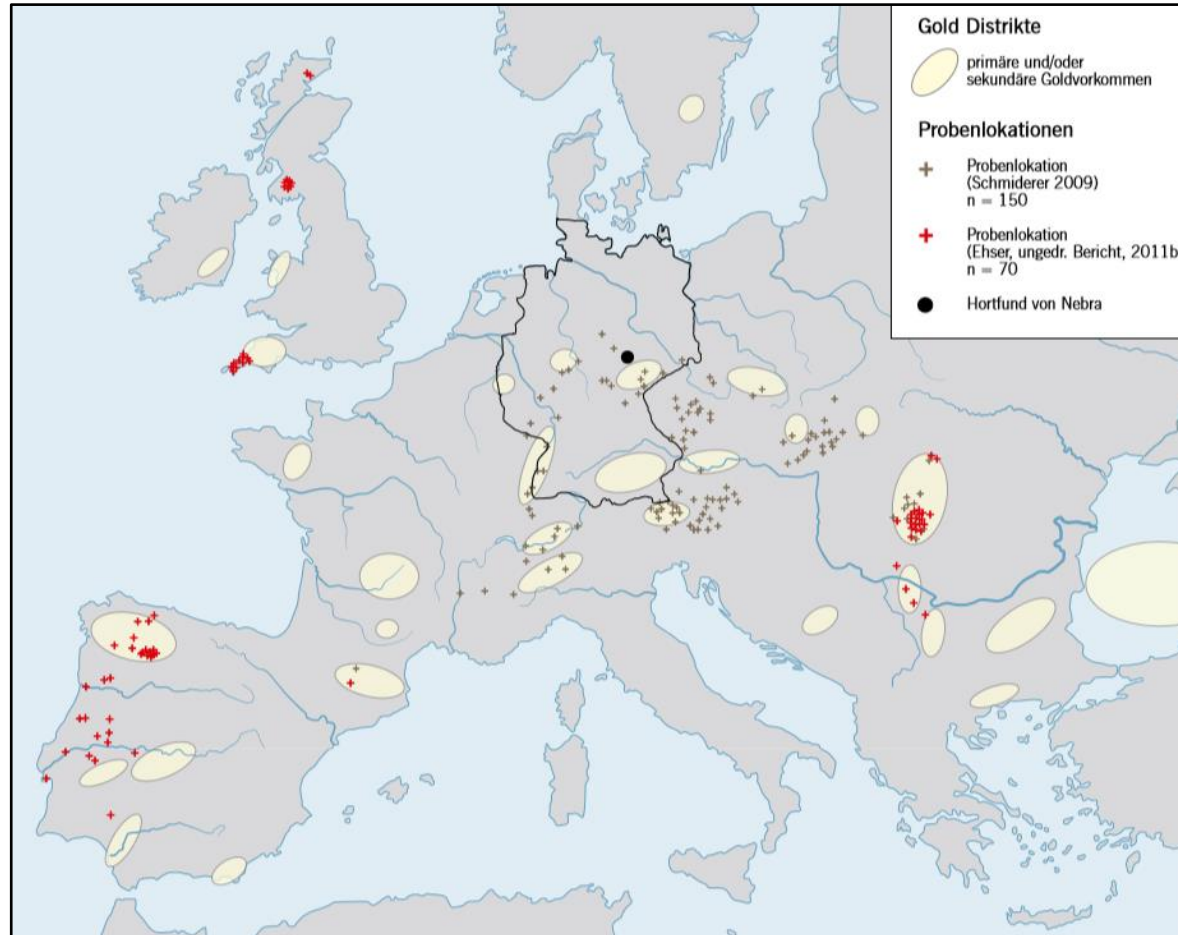 Gold Distrikte
primäre und/oder
sekundäre Goldvorkommen
Probenlokationen
Probenlokation
(Schmiderer 2009)
n = 150
Probenlokation
(Ehser, ungedr. Bericht, 2011b
n = 70
Hortfund von Nebra